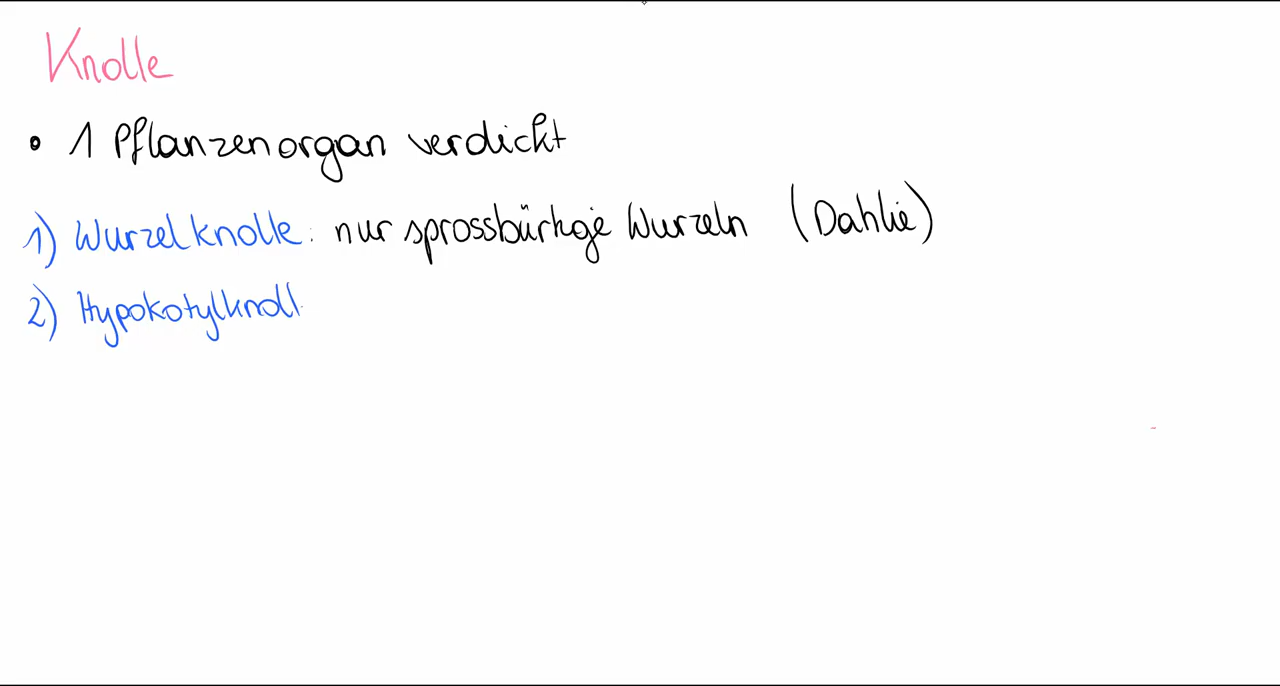 Knolle
• 1 Pflanzenorgan verdickt
1) Wurzelknolle: nur sprossbürtige Wurzeln (Dahlie)
2) Hypokotylknoll